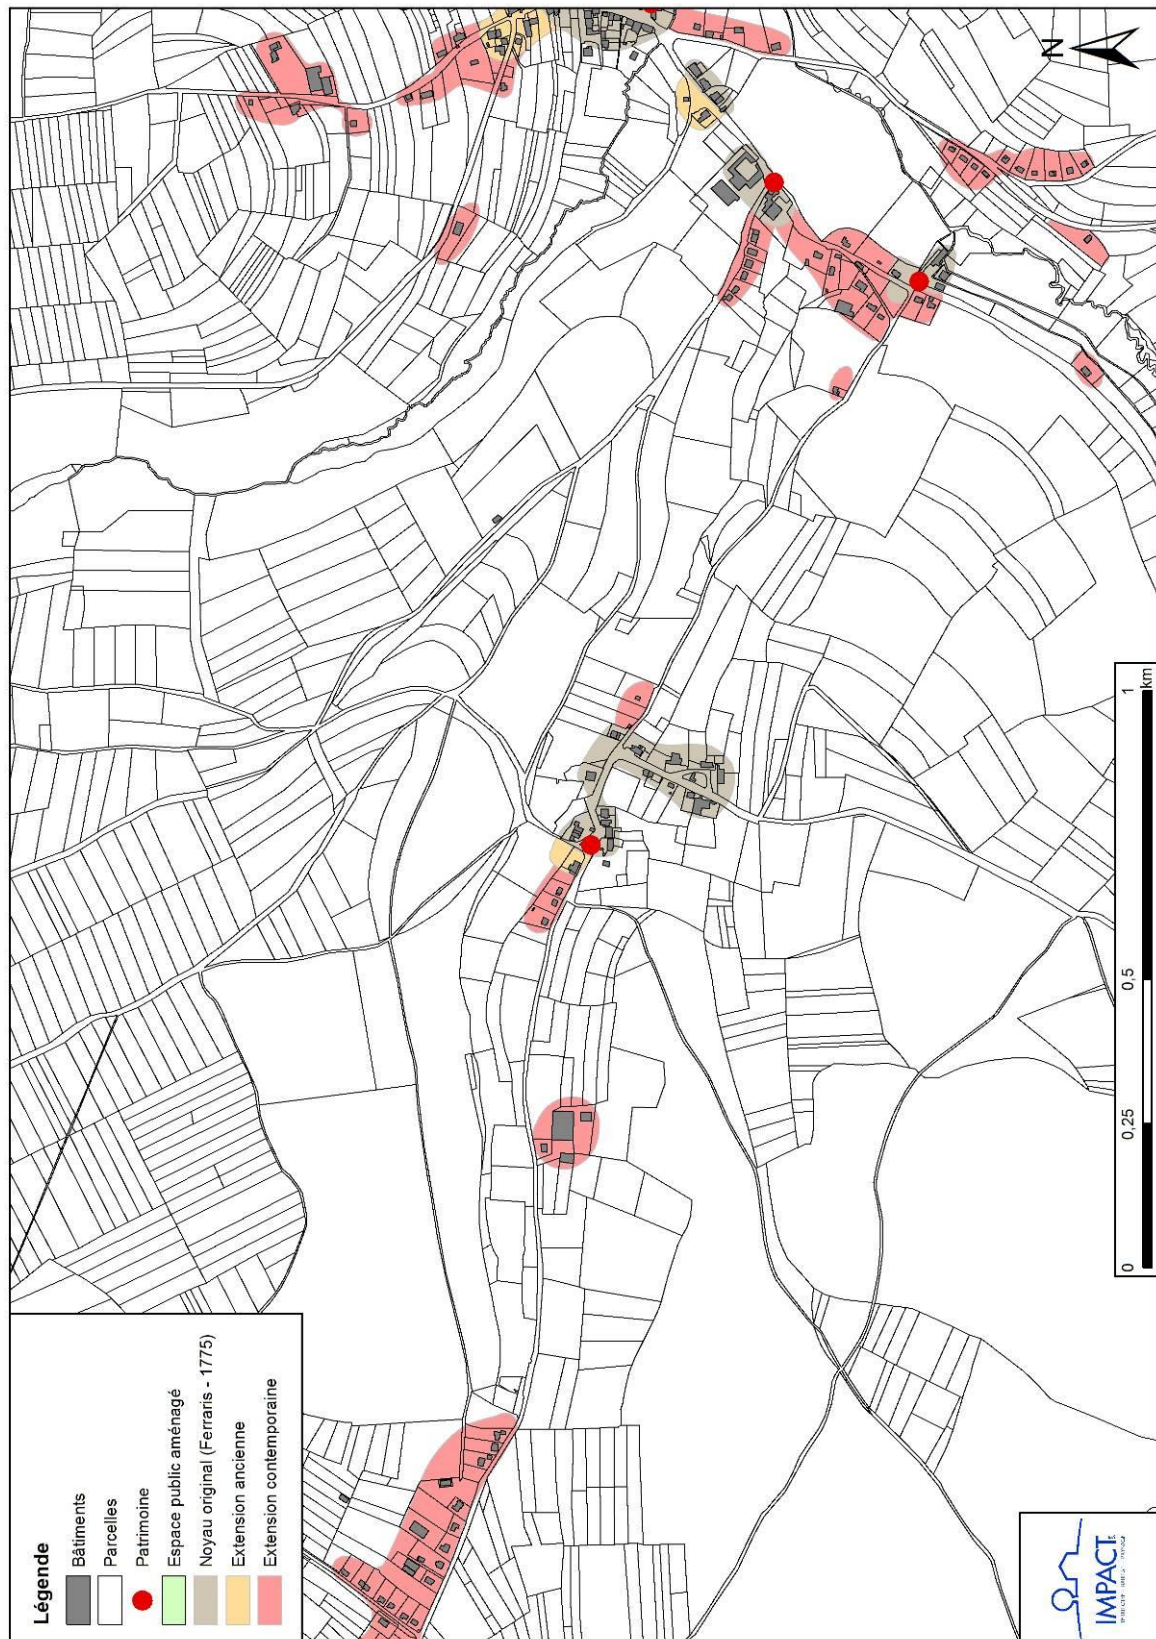 Légende
Bâtiments
Parcelles
Patrimoine
Espace public aménagé
Noyau original (Ferraris - 1775)
Extension ancienne
Extension contemporaine
N
0 0,25 0,5 1
km
IMPACT